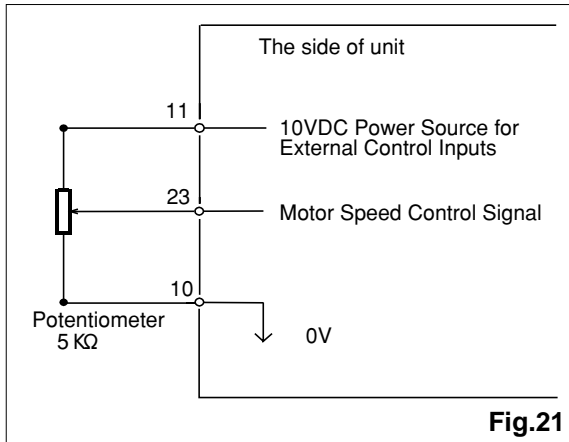 The side of unit
11
10VDC Power Source for
External Control Inputs
23
Motor Speed Control Signal
10
Potentiometer
5 KΩ
0V
Fig.21